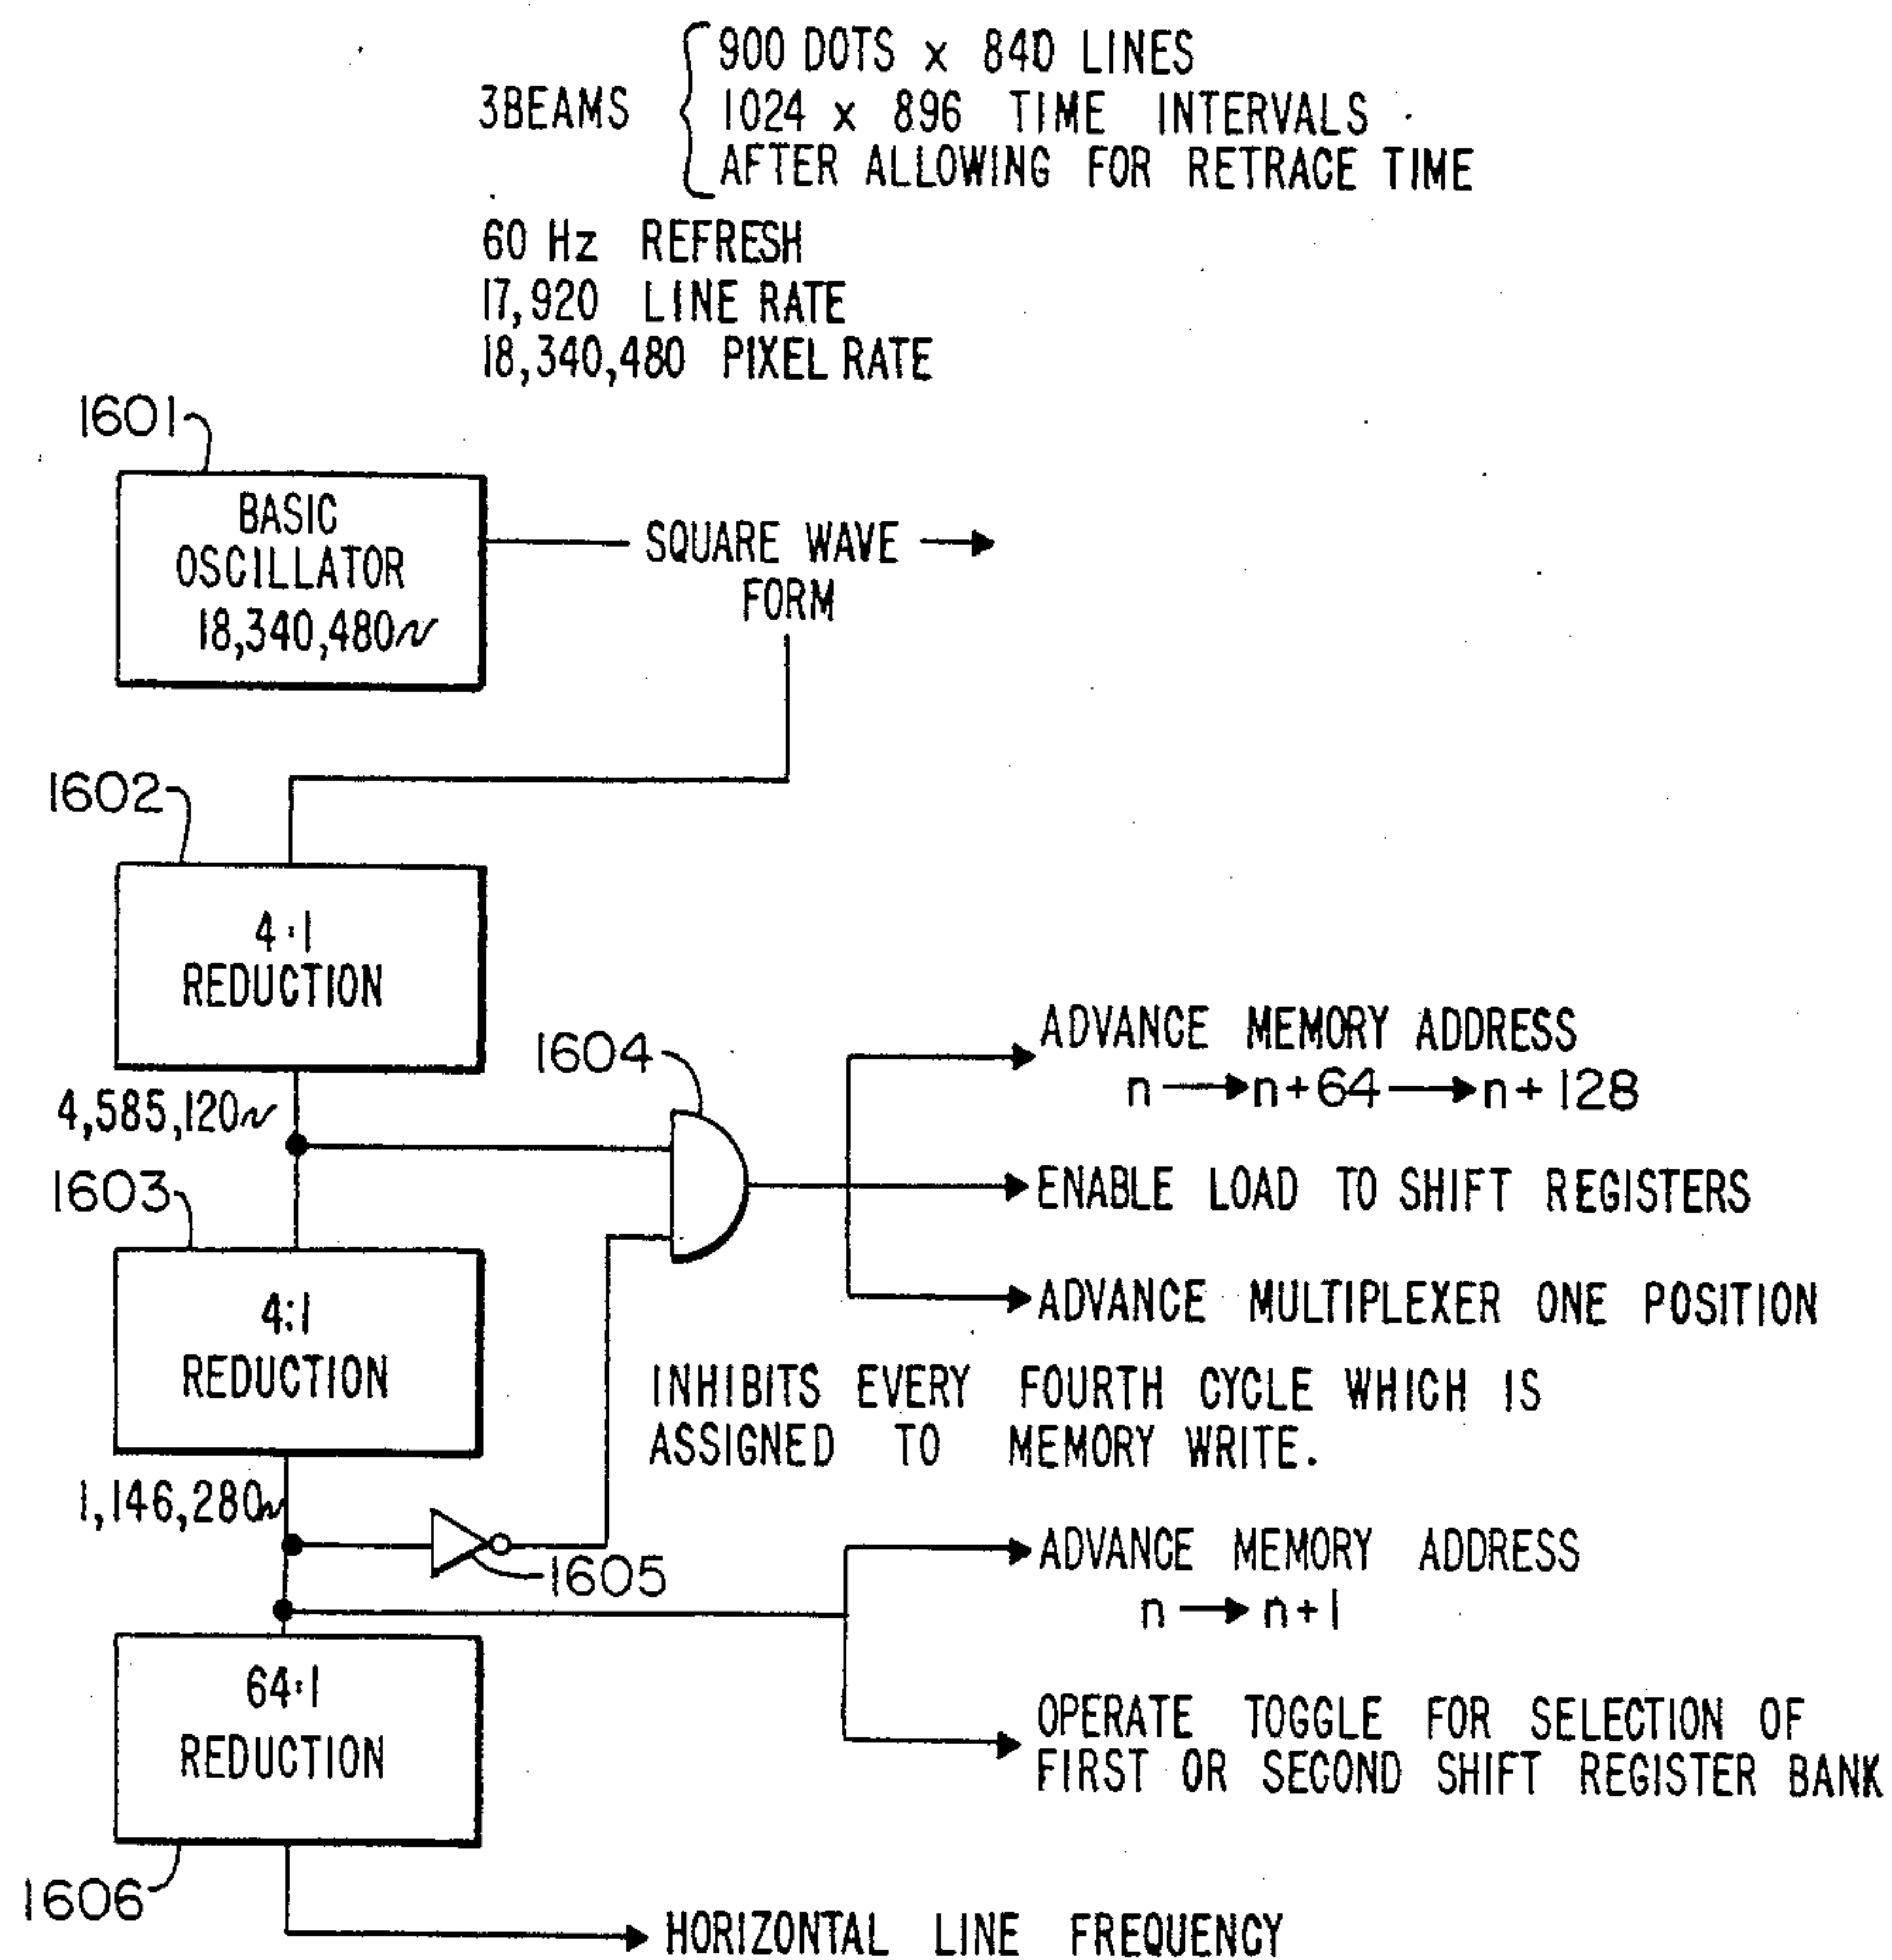 3BEAMS
900 DOTS x 840 LINES
1024 x 896 TIME INTERVALS
AFTER ALLOWING FOR RETRACE TIME
60 Hz REFRESH
17,920 LINE RATE
18,340,480 PIXEL RATE
1601
BASIC
OSCILLATOR
18,340,480~
SQUARE WAVE
FORM
1602
4:1
REDUCTION
4,585,120~
1604
ADVANCE MEMORY ADDRESS
n → n+64 → n+128
1603
ENABLE LOAD TO SHIFT REGISTERS
4:1
REDUCTION
ADVANCE MULTIPLEXER ONE POSITION
INHIBITS EVERY FOURTH CYCLE WHICH IS
ASSIGNED TO MEMORY WRITE.
1,146,280~
1605
ADVANCE MEMORY ADDRESS
n → n+1
64:1
REDUCTION
OPERATE TOGGLE FOR SELECTION OF
FIRST OR SECOND SHIFT REGISTER BANK
1606
HORIZONTAL LINE FREQUENCY